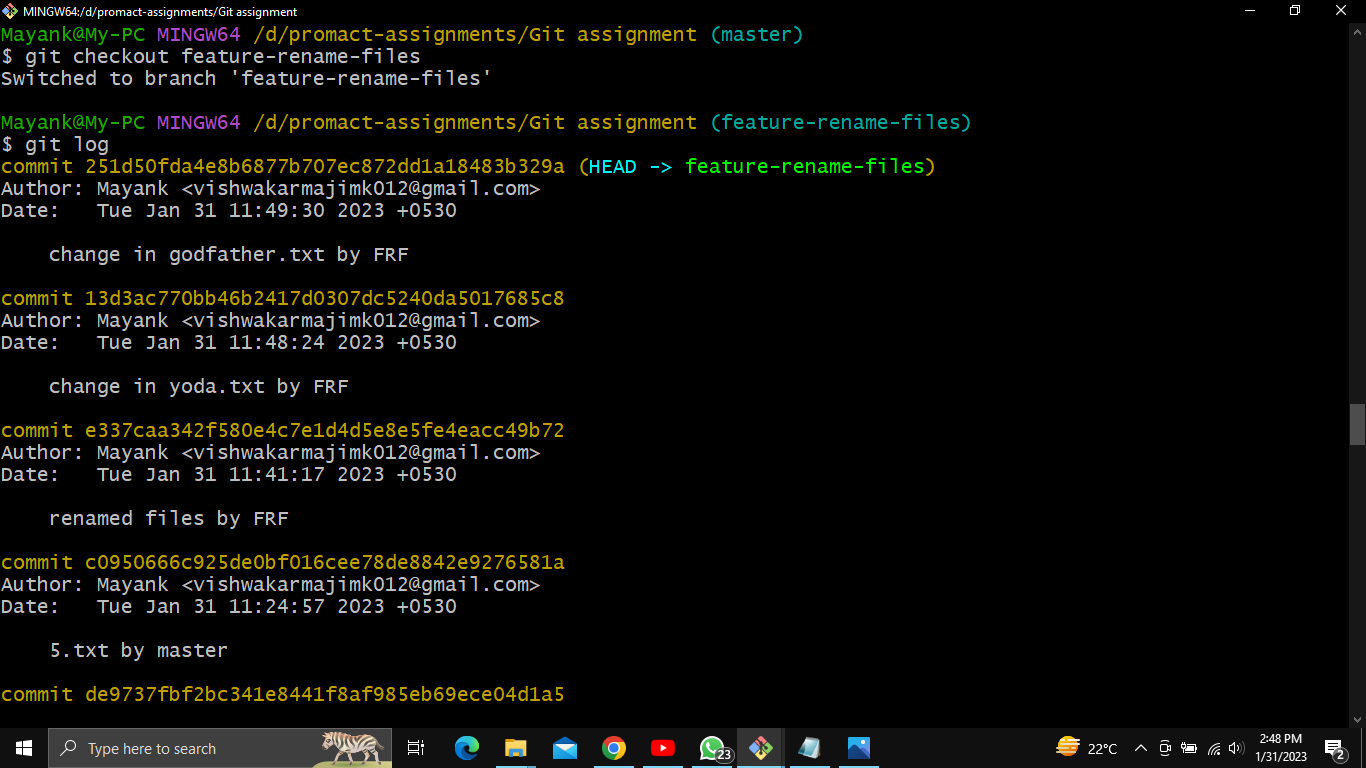 MINGW64:/d/promact-assignments/Git assignment
Mayank@My-PC MINGW64 /d/promact-assignments/Git assignment (master)
$ git checkout feature-rename-files
Switched to branch 'feature-rename-files'
Mayank@My-PC MINGW64 /d/promact-assignments/Git assignment (feature-rename-files)
$ git log
commit 251d50fda4e8b6877b707ec872dd1a18483b329a (HEAD -> feature-rename-files)
Author: Mayank <vishwakarmajimk012@gmail.com>
Date:   Tue Jan 31 11:49:30 2023 +0530
change in godfather.txt by FRF
commit 13d3ac770bb46b2417d0307dc5240da5017685c8
Author: Mayank <vishwakarmajimk012@gmail.com>
Date:   Tue Jan 31 11:48:24 2023 +0530
change in yoda.txt by FRF
commit e337caa342f580e4c7e1d4d5e8e5fe4eacc49b72
Author: Mayank <vishwakarmajimk012@gmail.com>
Date:   Tue Jan 31 11:41:17 2023 +0530
renamed files by FRF
commit c0950666c925de0bf016cee78de8842e9276581a
Author: Mayank <vishwakarmajimk012@gmail.com>
Date:   Tue Jan 31 11:24:57 2023 +0530
5.txt by master
commit de9737fbf2bc341e8441f8af985eb69ece04d1a5
Type here to search
23
22°C
2:48 PM
1/31/2023
2